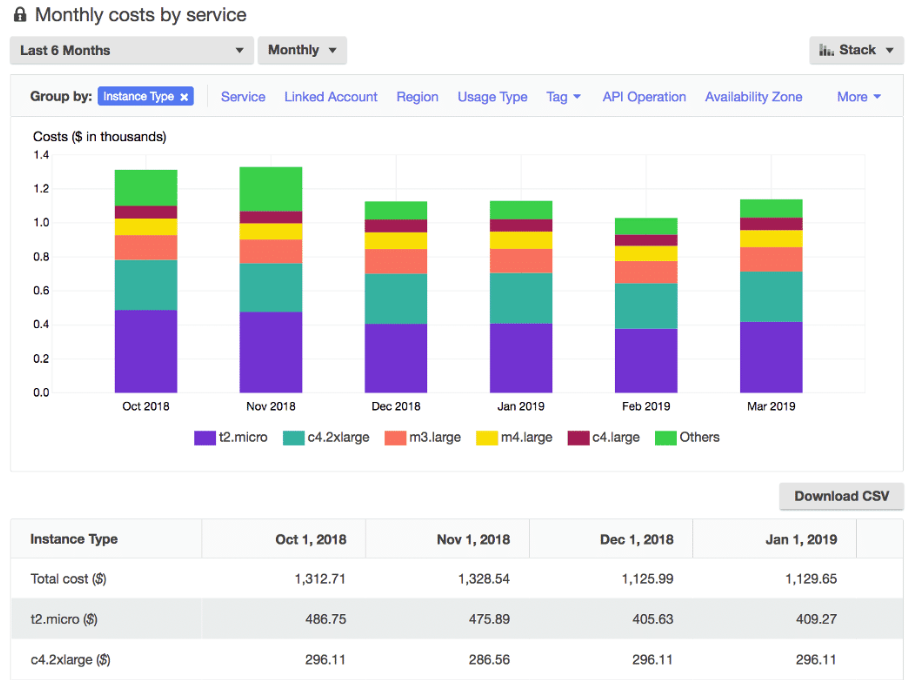 Monthly costs by service
Last 6 Months Monthly Stack
Group by: Instance Type × Service Linked Account Region Usage Type Tag API Operation Availability Zone More
Costs ($ in thousands)
1.4
1.2
1.0
0.8
0.6
0.4
0.2
0.0
Oct 2018 Nov 2018 Dec 2018 Jan 2019 Feb 2019 Mar 2019
t2.micro c4.2xlarge m3.large m4.large c4.large Others
Download CSV
Instance Type Oct 1, 2018 Nov 1, 2018 Dec 1, 2018 Jan 1, 2019
Total cost ($) 1,312.71 1,328.54 1,125.99 1,129.65
t2.micro ($) 486.75 475.89 405.63 409.27
c4.2xlarge ($) 296.11 286.56 296.11 296.11